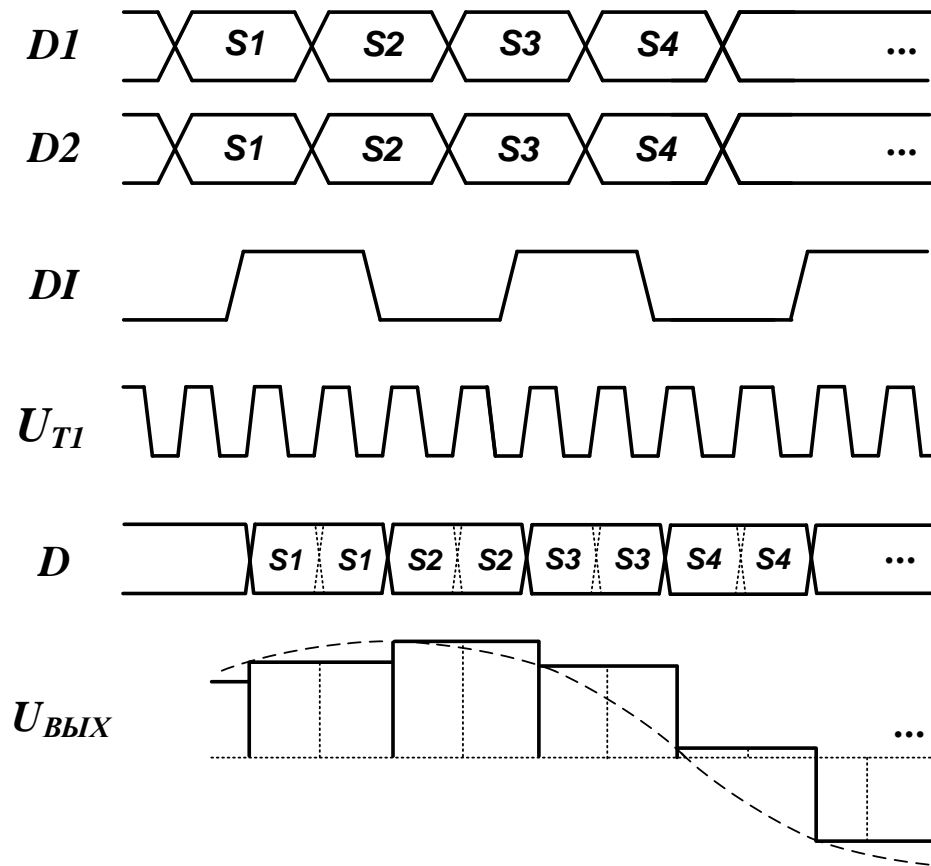 D1 S1 S2 S3 S4 ...
D2 S1 S2 S3 S4 ...
DI
UT1
D S1 S1 S2 S2 S3 S3 S4 S4 ...
UВЫХ ...